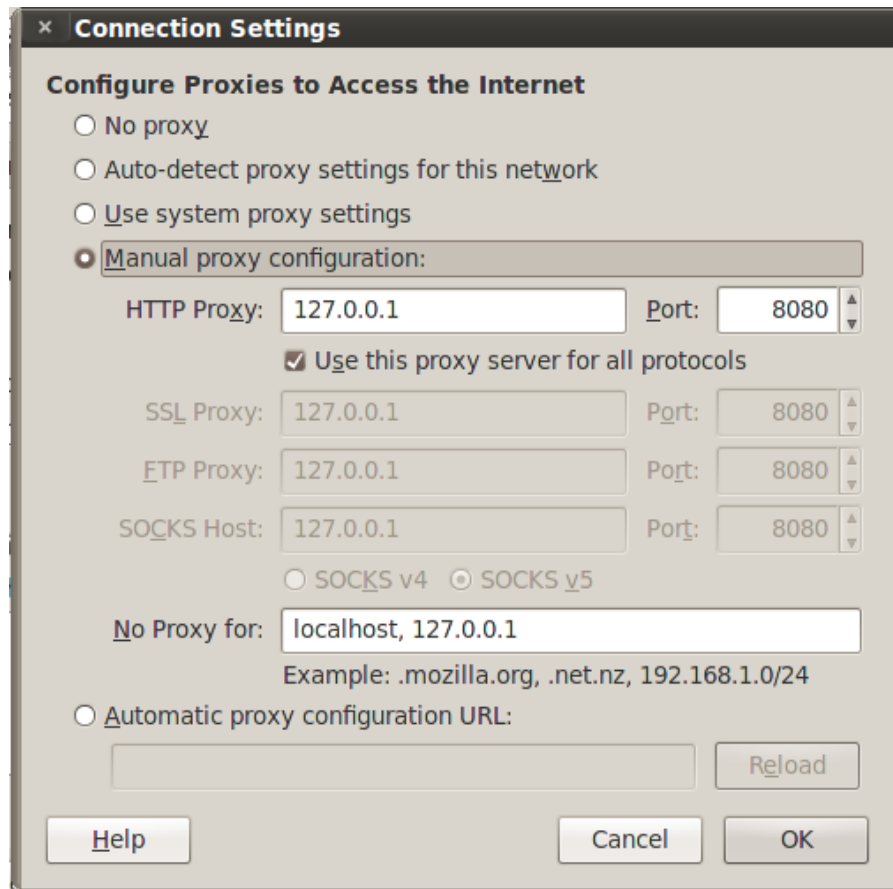 × Connection Settings
Configure Proxies to Access the Internet
No proxy
Auto-detect proxy settings for this network
Use system proxy settings
Manual proxy configuration:
HTTP Proxy: 127.0.0.1 Port: 8080
Use this proxy server for all protocols
SSL Proxy: 127.0.0.1 Port: 8080
FTP Proxy: 127.0.0.1 Port: 8080
SOCKS Host: 127.0.0.1 Port: 8080
SOCKS v4 SOCKS v5
No Proxy for: localhost, 127.0.0.1
Example: .mozilla.org, .net.nz, 192.168.1.0/24
Automatic proxy configuration URL:
Reload
Help Cancel OK